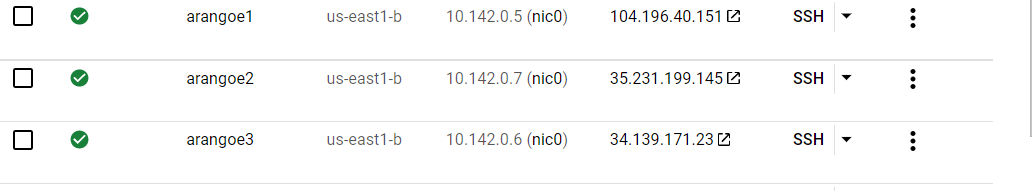 arangoe1 us-east1-b 10.142.0.5 (nic0) 104.196.40.151 SSH
arangoe2 us-east1-b 10.142.0.7 (nic0) 35.231.199.145 SSH
arangoe3 us-east1-b 10.142.0.6 (nic0) 34.139.171.23 SSH